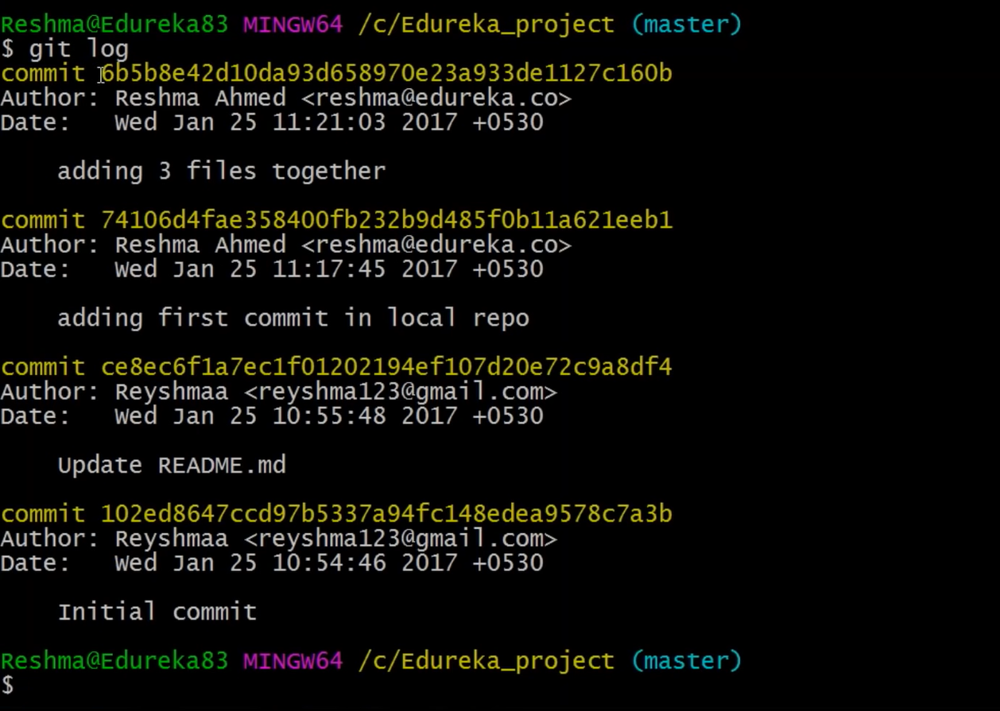 Reshma@Edureka83 MINGW64 /c/Edureka_project (master)
$ git log
commit 6b5b8e42d10da93d658970e23a933de1127c160b
Author: Reshma Ahmed <reshma@edureka.co>
Date:   Wed Jan 25 11:21:03 2017 +0530
    adding 3 files together
commit 74106d4fae358400fb232b9d485f0b11a621eeb1
Author: Reshma Ahmed <reshma@edureka.co>
Date:   Wed Jan 25 11:17:45 2017 +0530
    adding first commit in local repo
commit ce8ec6f1a7ec1f01202194ef107d20e72c9a8df4
Author: Reyshmaa <reyshma123@gmail.com>
Date:   Wed Jan 25 10:55:48 2017 +0530
    Update README.md
commit 102ed8647ccd97b5337a94fc148edea9578c7a3b
Author: Reyshmaa <reyshma123@gmail.com>
Date:   Wed Jan 25 10:54:46 2017 +0530
    Initial commit
Reshma@Edureka83 MINGW64 /c/Edureka_project (master)
$